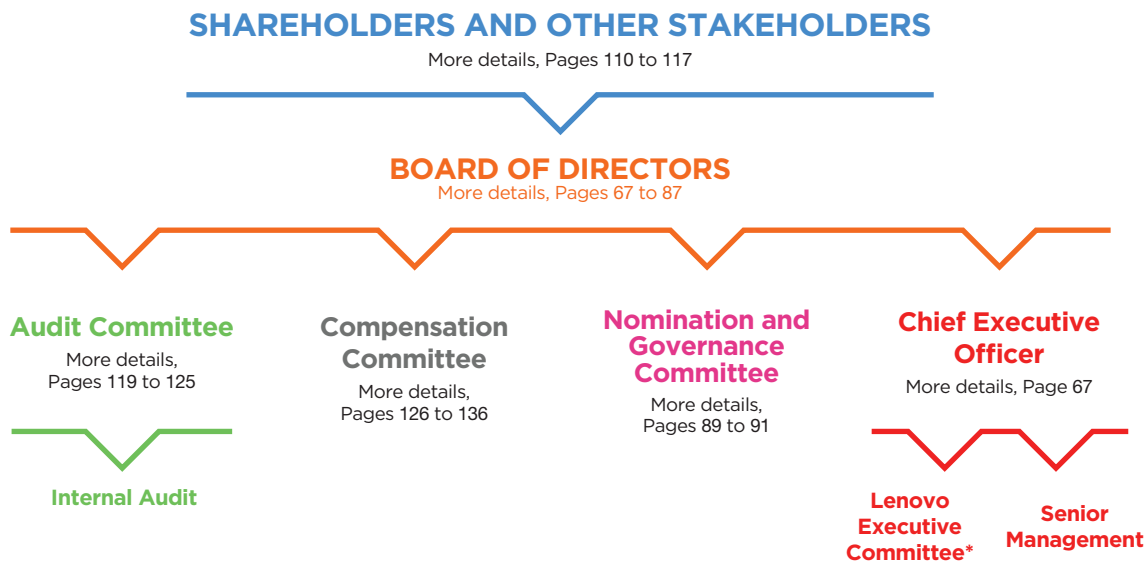 SHAREHOLDERS AND OTHER STAKEHOLDERS
More details, Pages 110 to 117
BOARD OF DIRECTORS
More details, Pages 67 to 87
Audit Committee
More details,
Pages 119 to 125
Compensation
Committee
More details,
Pages 126 to 136
Nomination and
Governance
Committee
More details,
Pages 89 to 91
Chief Executive
Officer
More details, Page 67
Internal Audit
Lenovo
Executive
Committee*
Senior
Management